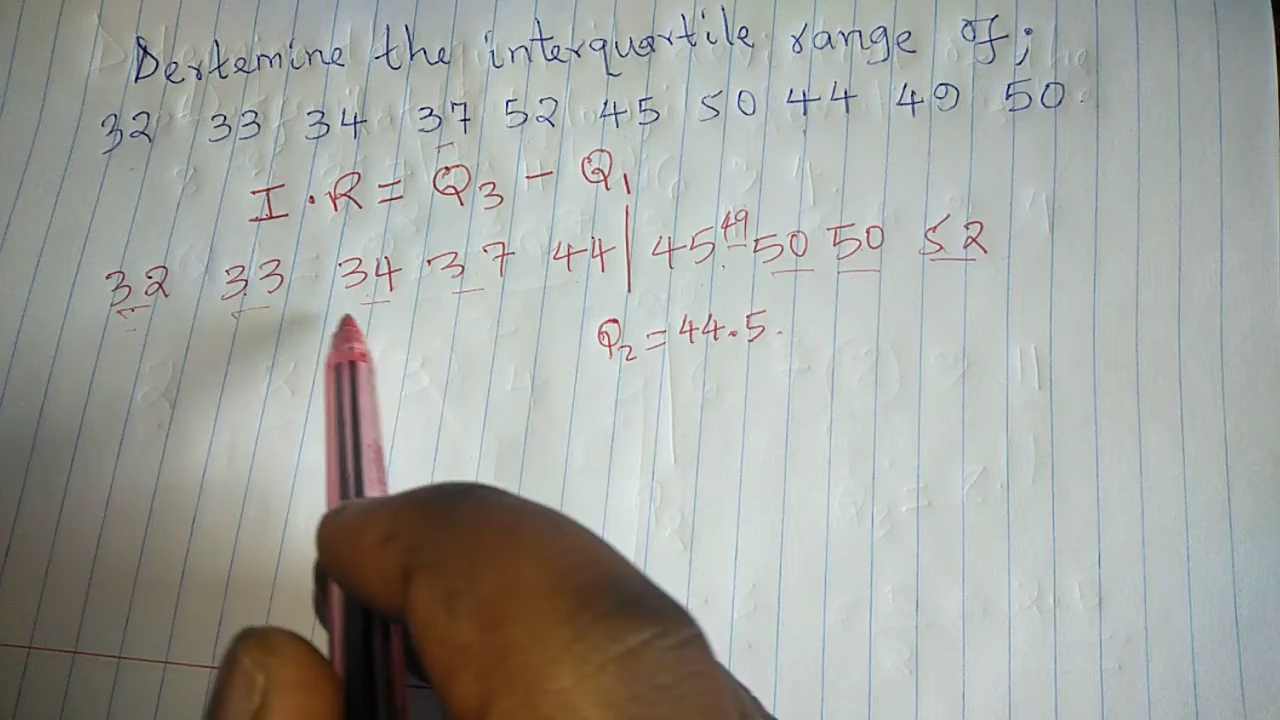 Dertemine the interquartile range of;
32 33 34 37 52 45 50 44 49 50.
I.R = Q3 - Q1
32 33 34 37 44 | 45 49 50 50 52
Q2 = 44.5.